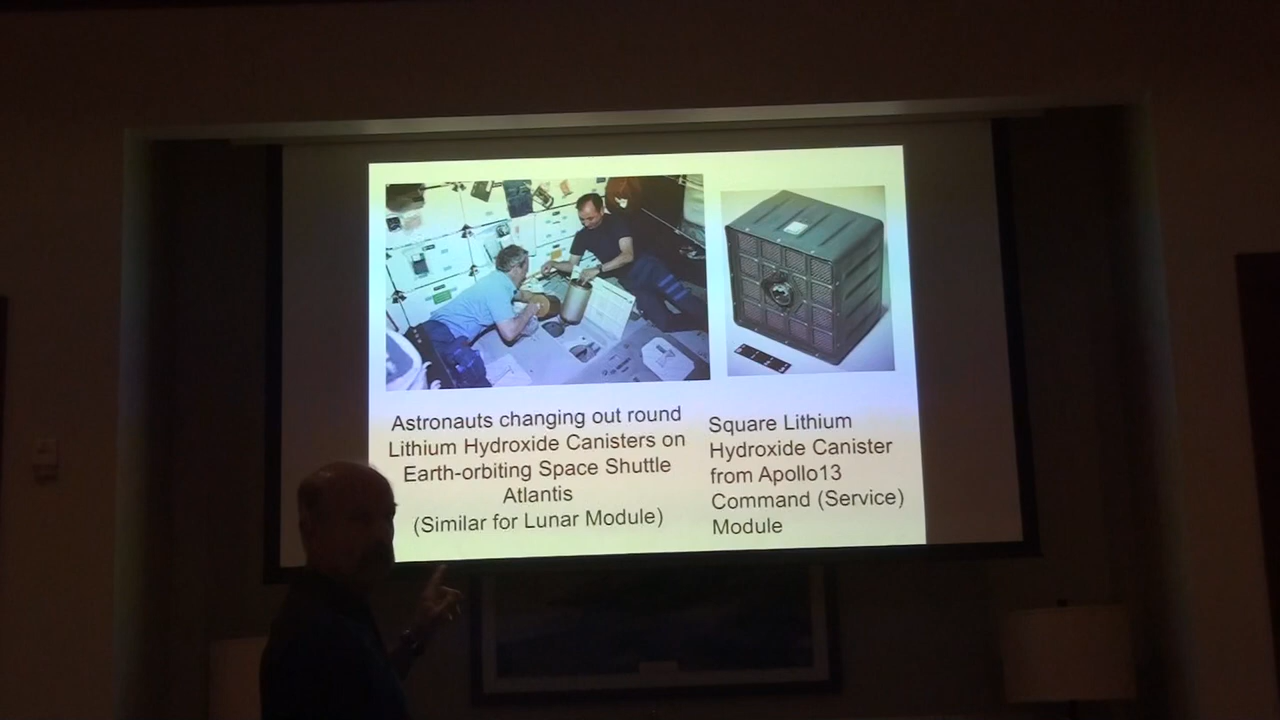 Astronauts changing out round
Lithium Hydroxide Canisters on
Earth-orbiting Space Shuttle
Atlantis
(Similar for Lunar Module)
Square Lithium
Hydroxide Canister
from Apollo13
Command (Service)
Module